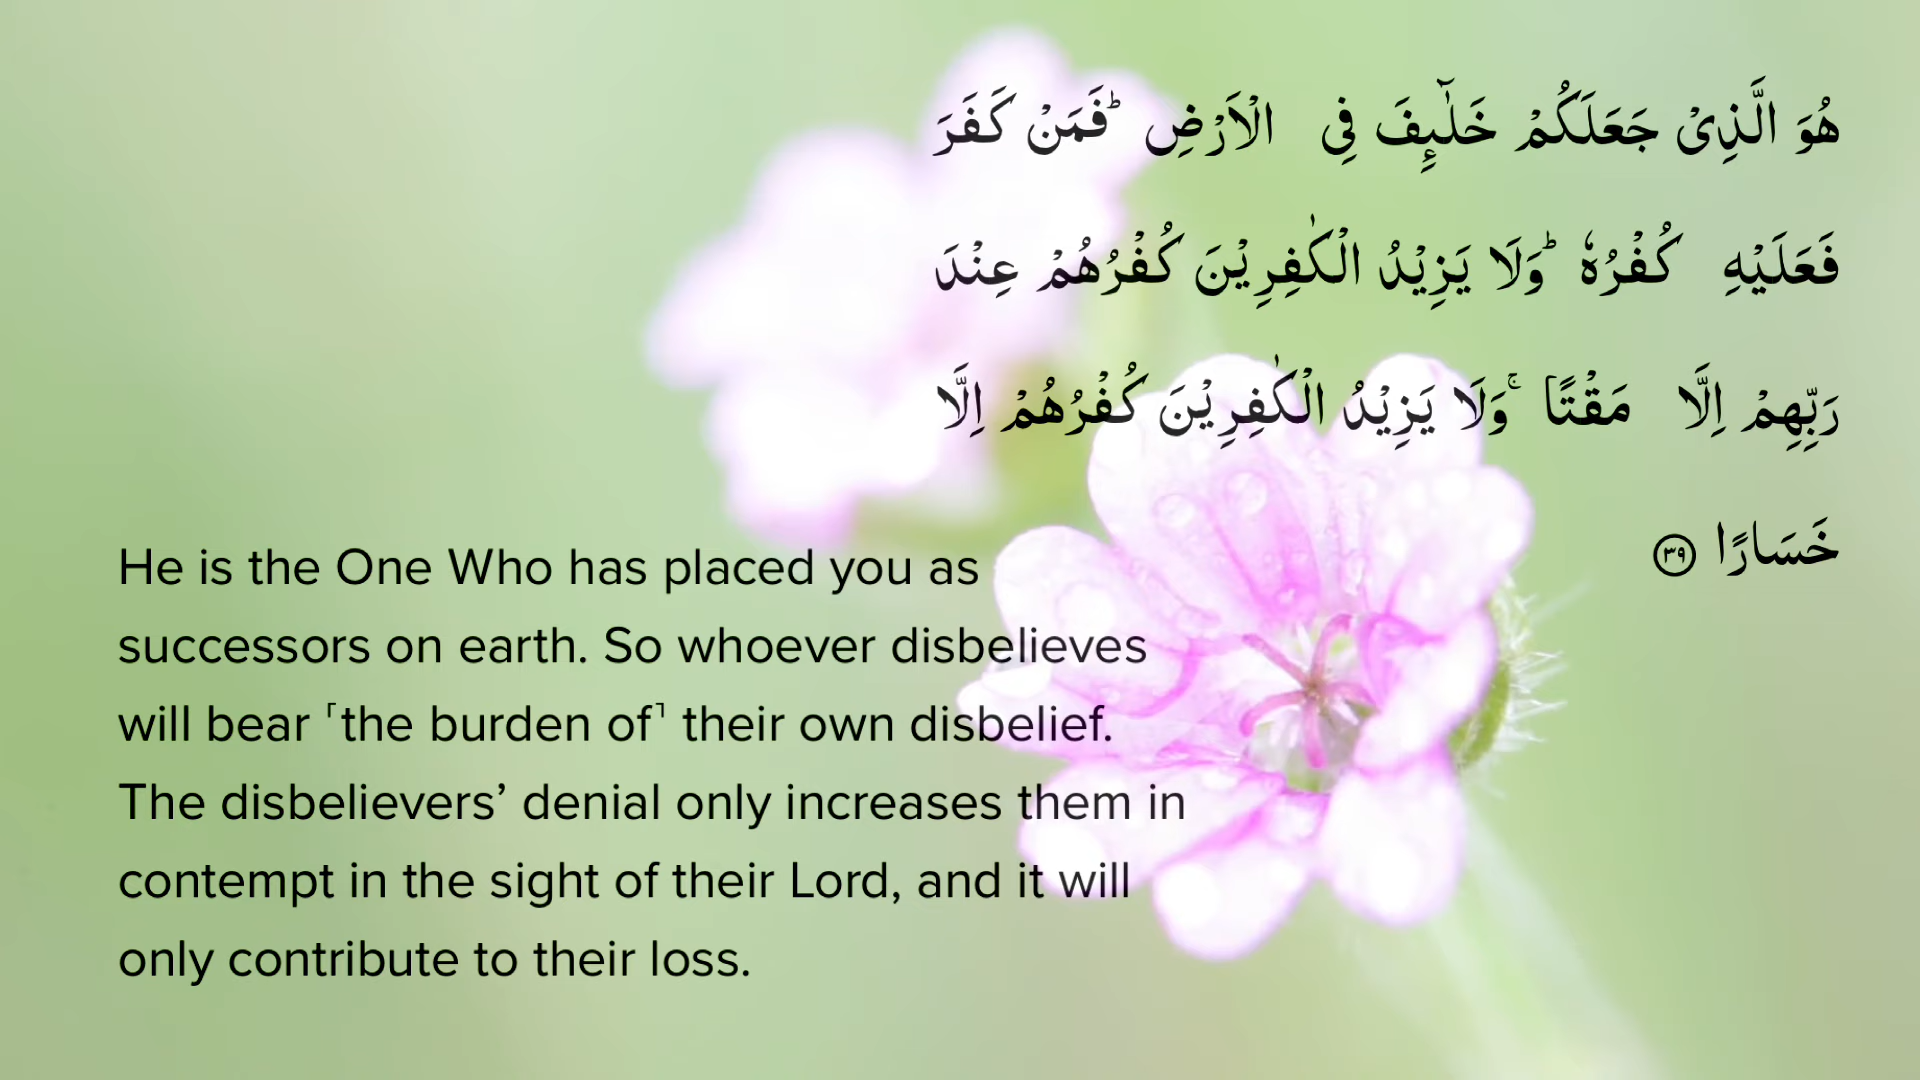 هُوَ الَّذِىْ جَعَلَكُمْ خَلٰٓئِفَ فِى الْاَرْضِ ؕ فَمَنْ كَفَرَ
فَعَلَيْهِ كُفْرُهٗ ؕ وَلَا يَزِيْدُ الْكٰفِرِيْنَ كُفْرُهُمْ عِنْدَ
رَبِّهِمْ اِلَّا مَقْتًا ۚ وَلَا يَزِيْدُ الْكٰفِرِيْنَ كُفْرُهُمْ اِلَّا
خَسَارًا ۳۹
He is the One Who has placed you as
successors on earth. So whoever disbelieves
will bear ˹the burden of˺ their own disbelief.
The disbelievers’ denial only increases them in
contempt in the sight of their Lord, and it will
only contribute to their loss.